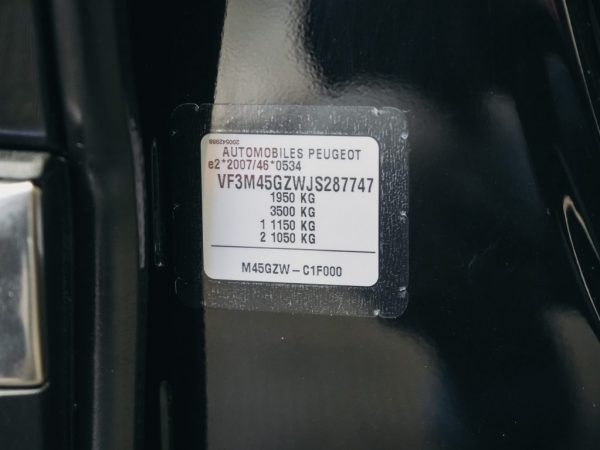 200542988
AUTOMOBILES PEUGEOT
e2*2007/46*0534
VF3M45GZWJS287747
1950 KG
3500 KG
1 1150 KG
2 1050 KG
M45GZW – C1F000